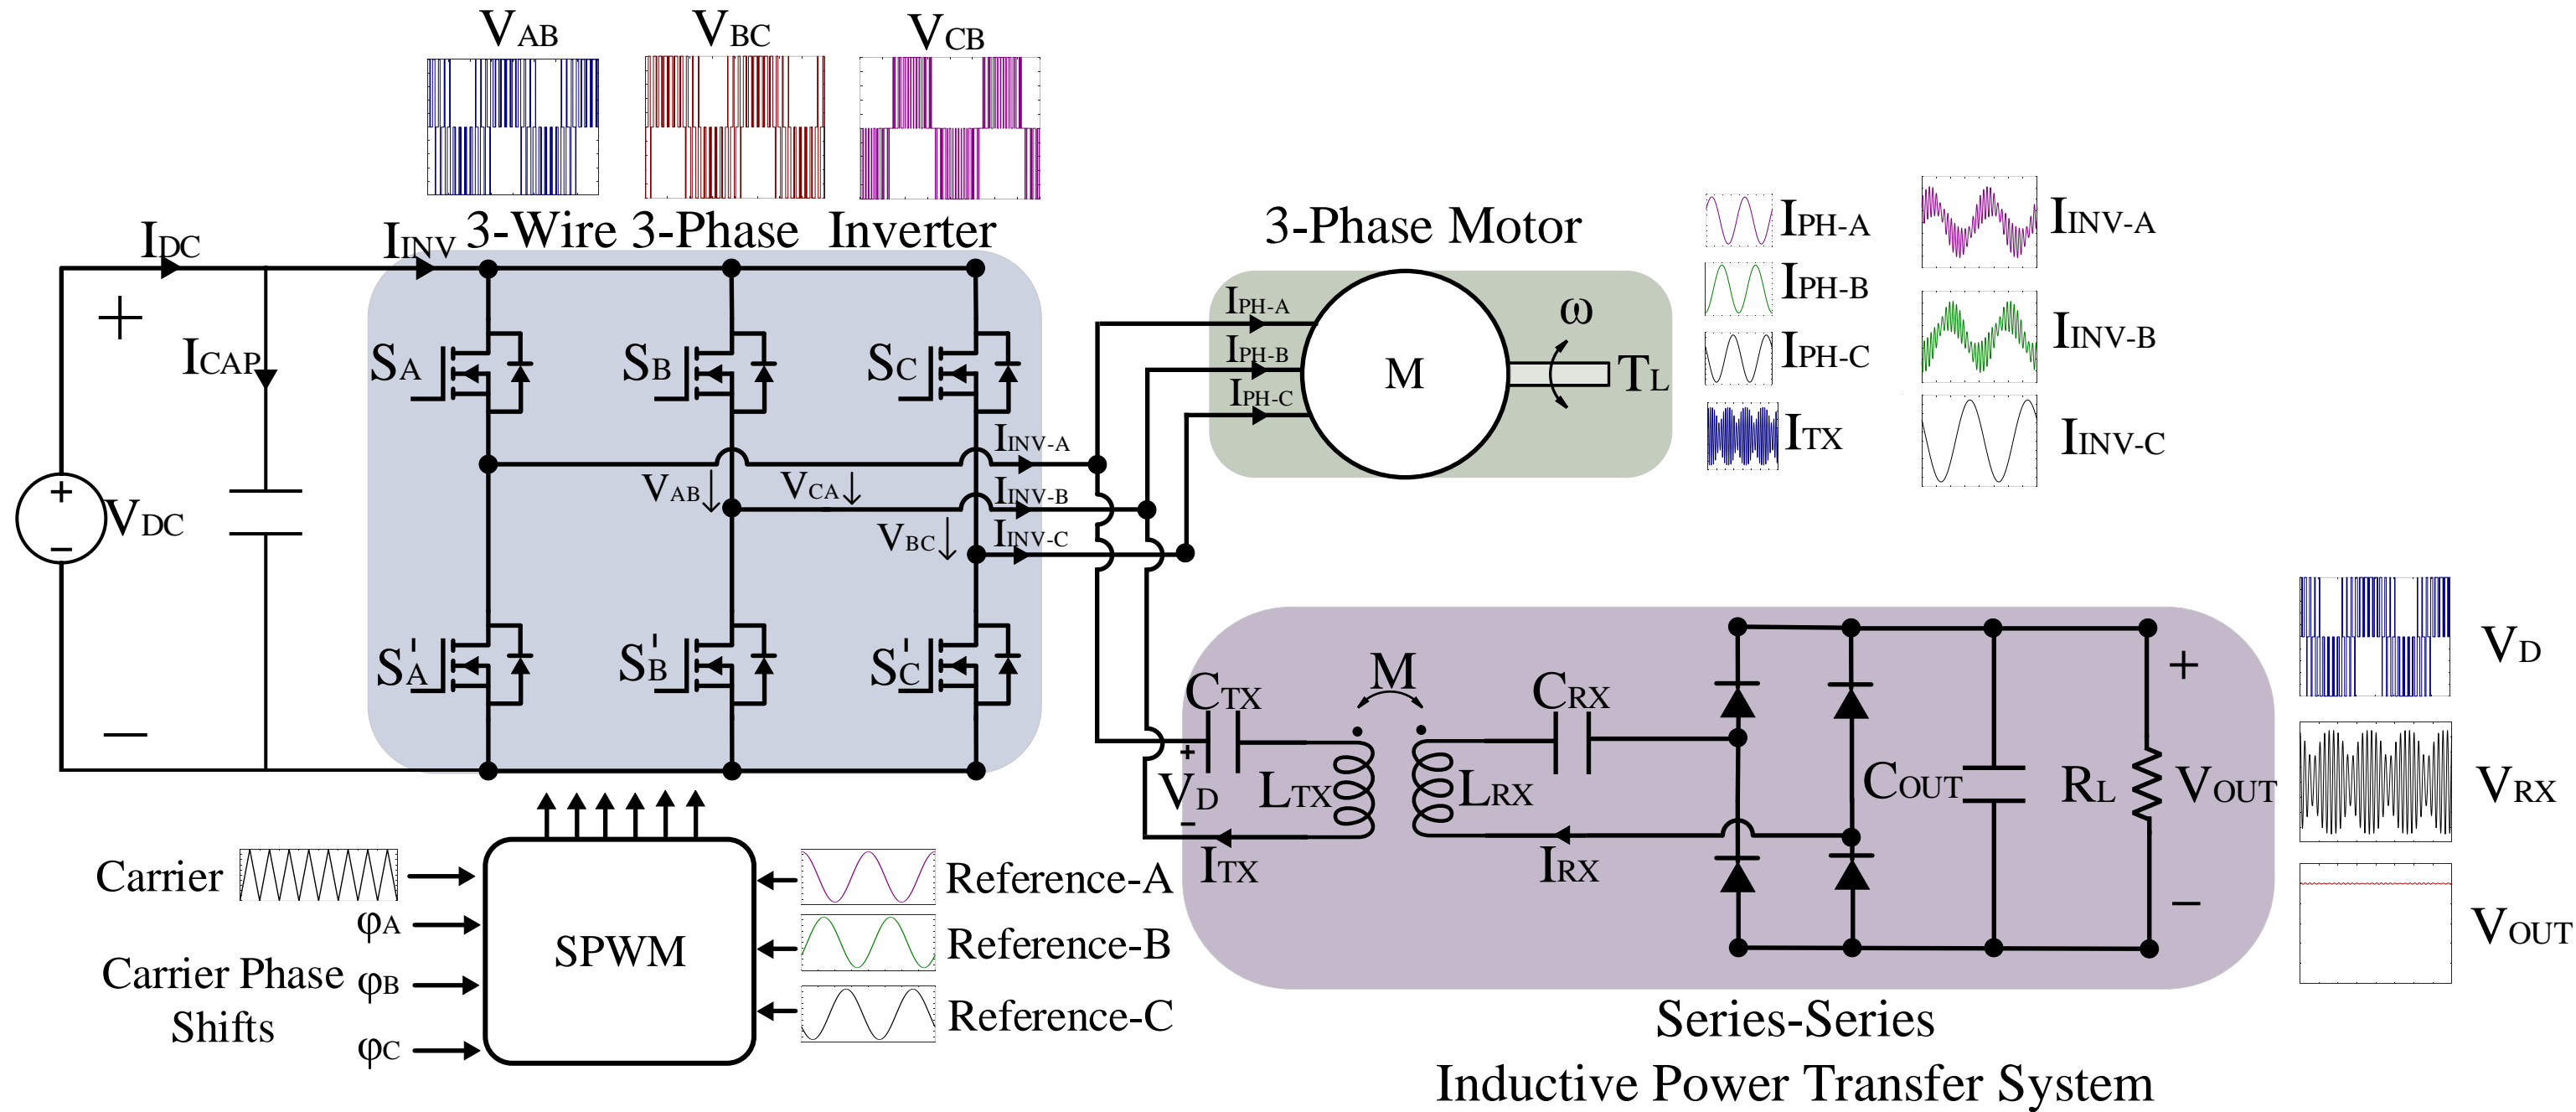 VAB
VBC
VCB
3-Wire 3-Phase Inverter
IDC
IINV
+
ICAP
SA
SB
SC
+
−
VDC
IINV-A
VAB
VCA
IINV-B
VBC
IINV-C
S'A
S'B
S'C
−
3-Phase Motor
IPH-A
IPH-B
IPH-C
M
ω
TL
IPH-A
IPH-B
IPH-C
ITX
IINV-A
IINV-B
IINV-C
CTX
M
CRX
+
VD
−
LTX
LRX
COUT
RL
+
VOUT
−
ITX
IRX
VD
VRX
VOUT
Series-Series
Inductive Power Transfer System
Carrier
φA
Carrier Phase
Shifts
φB
φC
SPWM
Reference-A
Reference-B
Reference-C